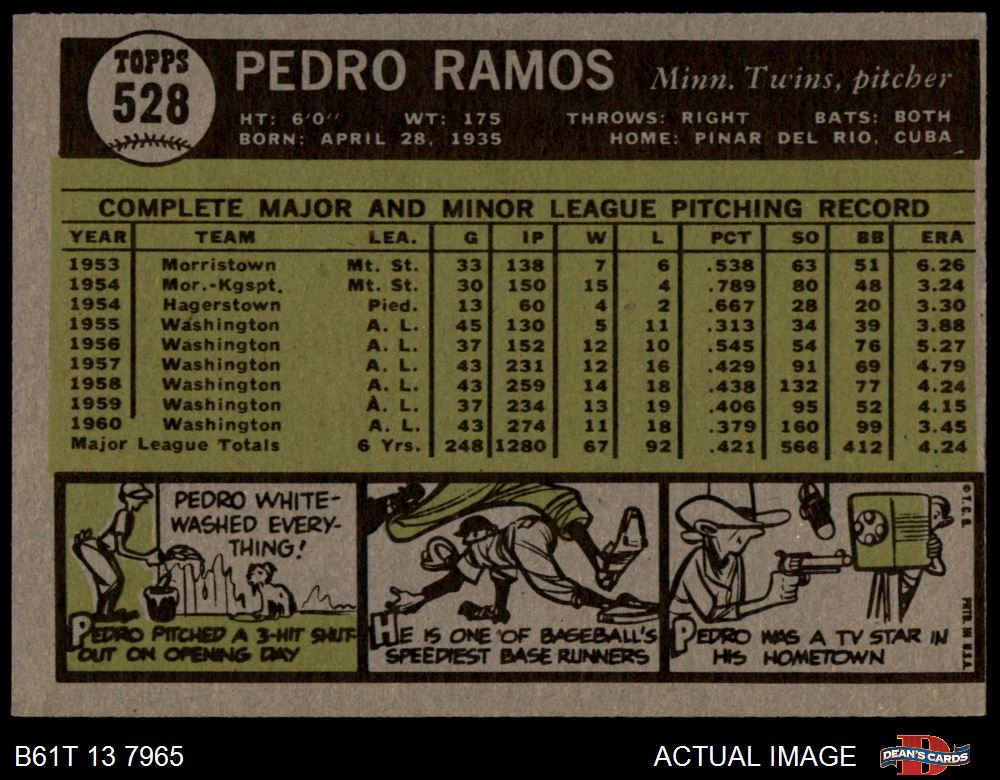 TOPPS
528
PEDRO RAMOS Minn. Twins, pitcher
HT: 6'0" WT: 175 THROWS: RIGHT BATS: BOTH
BORN: APRIL 28, 1935 HOME: PINAR DEL RIO, CUBA
COMPLETE MAJOR AND MINOR LEAGUE PITCHING RECORD
YEAR TEAM LEA. G IP W L PCT SO BB ERA
1953 Morristown Mt. St. 33 138 7 6 .538 63 51 6.26
1954 Mor.-Kgspt. Mt. St. 30 150 15 4 .789 80 48 3.24
1954 Hagerstown Pied. 13 60 4 2 .667 28 20 3.30
1955 Washington A. L. 45 130 5 11 .313 34 39 3.88
1956 Washington A. L. 37 152 12 10 .545 54 76 5.27
1957 Washington A. L. 43 231 12 16 .429 91 69 4.79
1958 Washington A. L. 43 259 14 18 .438 132 77 4.24
1959 Washington A. L. 37 234 13 19 .406 95 52 4.15
1960 Washington A. L. 43 274 11 18 .379 160 99 3.45
Major League Totals 6 Yrs. 248 1280 67 92 .421 566 412 4.24
PEDRO WHITE-
WASHED EVERY-
THING!
PEDRO PITCHED A 3-HIT SHUT-
OUT ON OPENING DAY
HE IS ONE OF BASEBALL'S
SPEEDIEST BASE RUNNERS
PEDRO WAS A TV STAR IN
HIS HOMETOWN
© T.C.G.
PRTD. IN U.S.A.
B61T 13 7965 ACTUAL IMAGE
DEAN'S CARDS